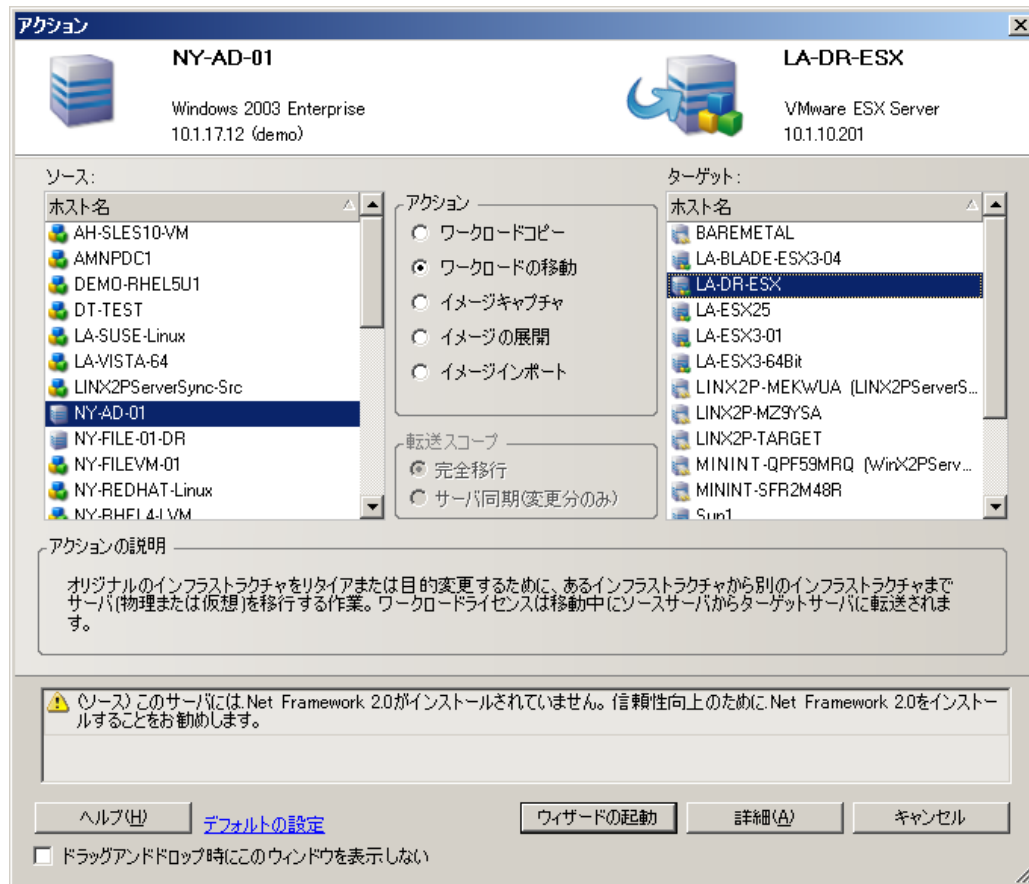 アクション
NY-AD-01
Windows 2003 Enterprise
10.1.17.12 (demo)
LA-DR-ESX
VMware ESX Server
10.1.10.201
ソース:
ホスト名
AH-SLES10-VM
AMNPDC1
DEMO-RHEL5U1
DT-TEST
LA-SUSE-Linux
LA-VISTA-64
LINX2PServerSync-Src
NY-AD-01
NY-FILE-01-DR
NY-FILEVM-01
NY-REDHAT-Linux
NY-RHEL4-LVM
アクション
ワークロードコピー
ワークロードの移動
イメージキャプチャ
イメージの展開
イメージインポート
転送スコープ
完全移行
サーバ同期(変更分のみ)
ターゲット:
ホスト名
BAREMETAL
LA-BLADE-ESX3-04
LA-DR-ESX
LA-ESX25
LA-ESX3-01
LA-ESX3-64Bit
LINX2P-MEKWUA (LINX2PServerS...
LINX2P-MZ9YSA
LINX2P-TARGET
MININT-QPF59MRQ (WinX2PServ...
MININT-SFR2M48R
Sun1
アクションの説明
オリジナルのインフラストラクチャをリタイアまたは目的変更するために、あるインフラストラクチャから別のインフラストラクチャまで
サーバ(物理または仮想)を移行する作業。ワークロードライセンスは移動中にソースサーバからターゲットサーバに転送されま
す。
(ソース) このサーバには.Net Framework 2.0がインストールされていません。信頼性向上のために.Net Framework 2.0をインストー
ルすることをお勧めします。
ヘルプ(H)
デフォルトの設定
ウィザードの起動
詳細(A)
キャンセル
ドラッグアンドドロップ時にこのウィンドウを表示しない